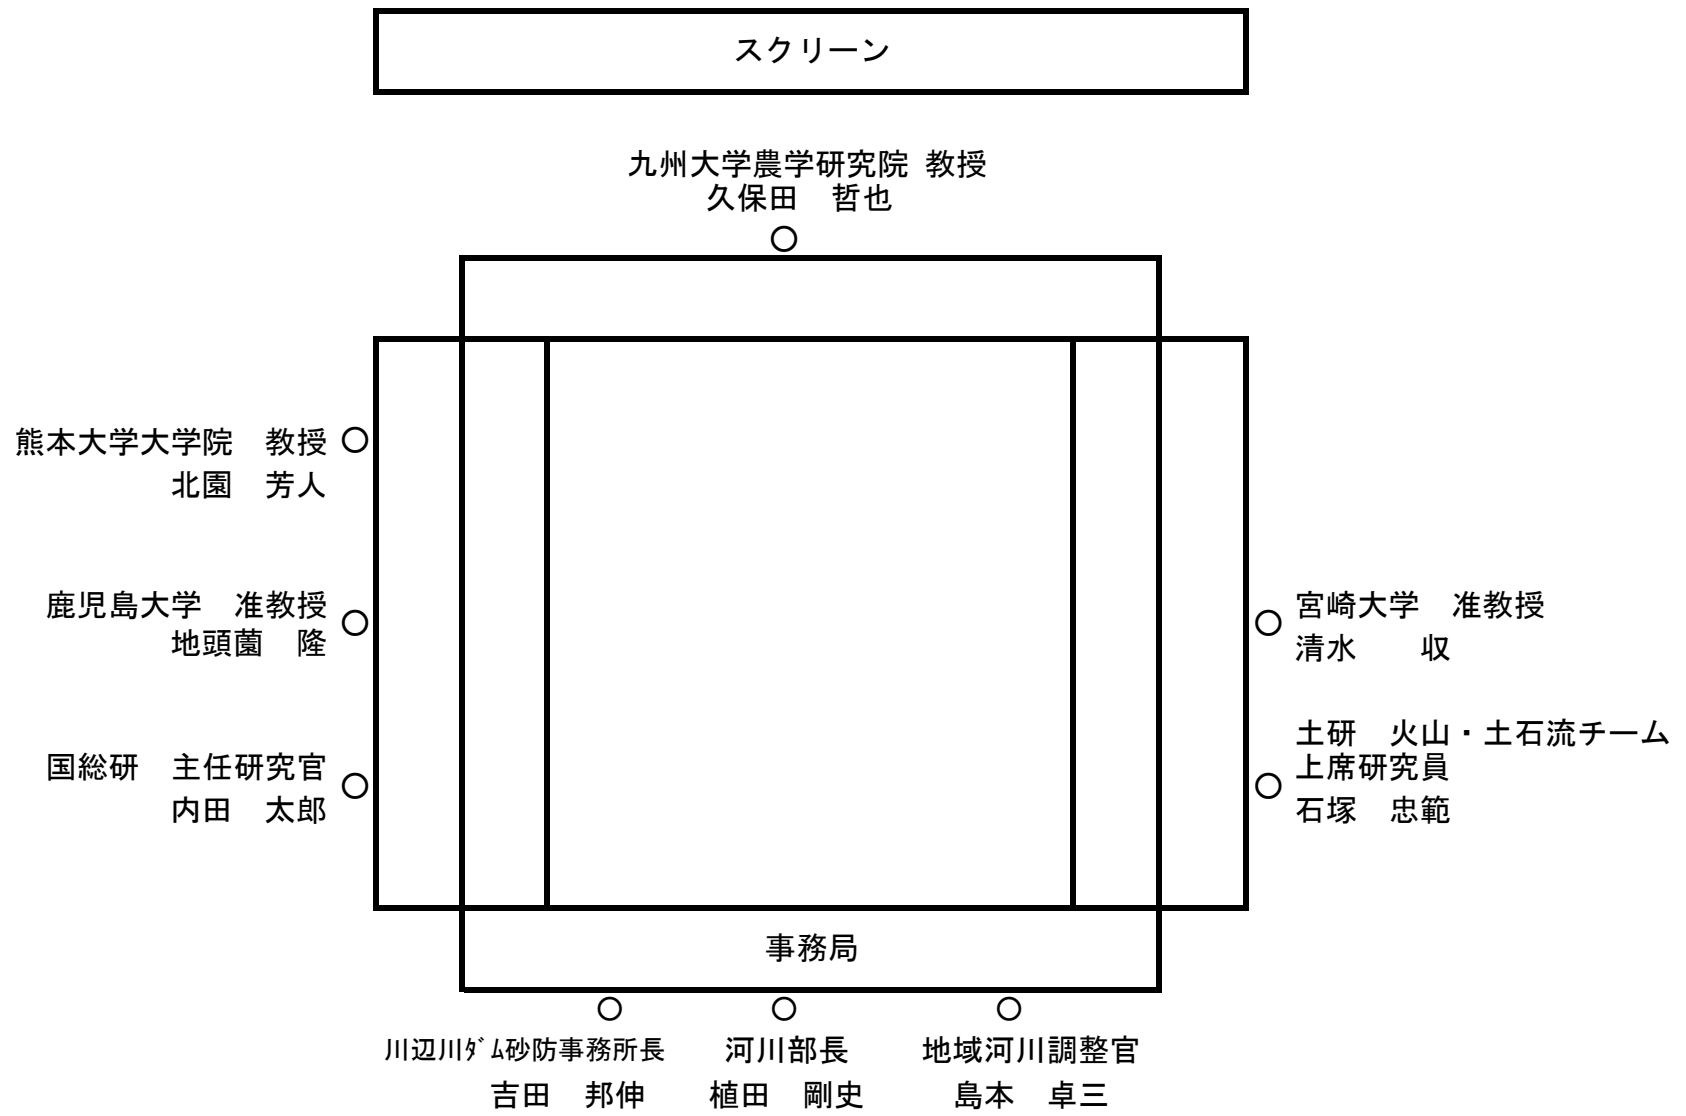 スクリーン
九州大学農学研究院 教授
久保田　哲也
熊本大学大学院　教授
北園　芳人
鹿児島大学　准教授
地頭薗　隆
国総研　主任研究官
内田　太郎
宮崎大学　准教授
清水　　収
土研　火山・土石流チーム
上席研究員
石塚　忠範
事務局
川辺川ﾀﾞﾑ砂防事務所長
吉田　邦伸
河川部長
植田　剛史
地域河川調整官
島本　卓三